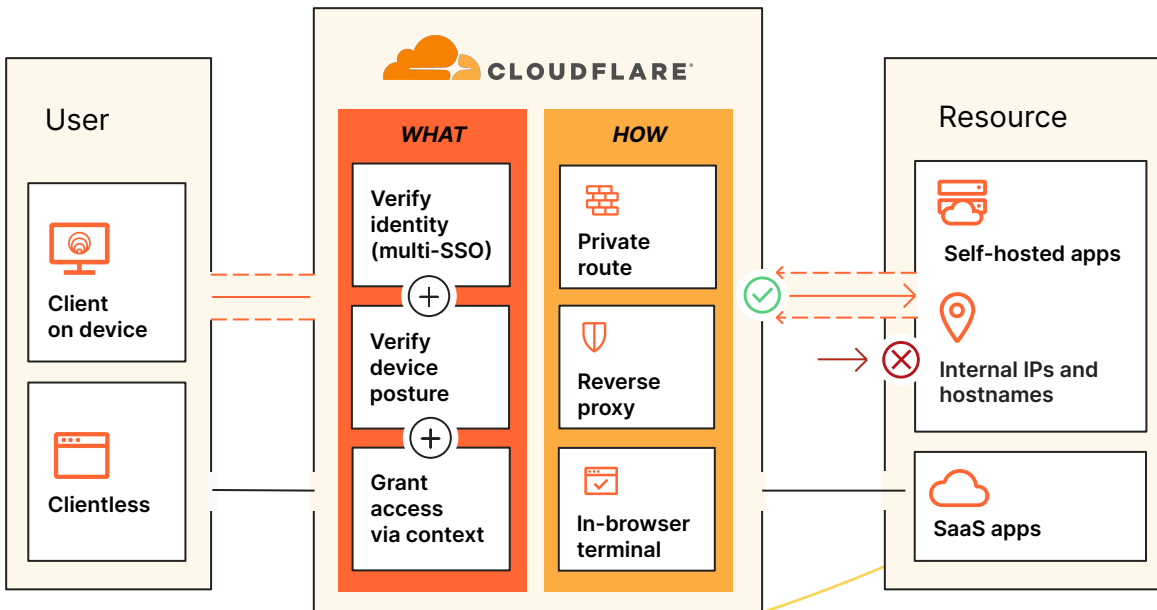 CLOUDFLARE
User
Client
on device
Clientless
WHAT
Verify
identity
(multi-SSO)
Verify
device
posture
Grant
access
via context
HOW
Private
route
Reverse
proxy
In-browser
terminal
Resource
Self-hosted apps
Internal IPs and
hostnames
SaaS apps